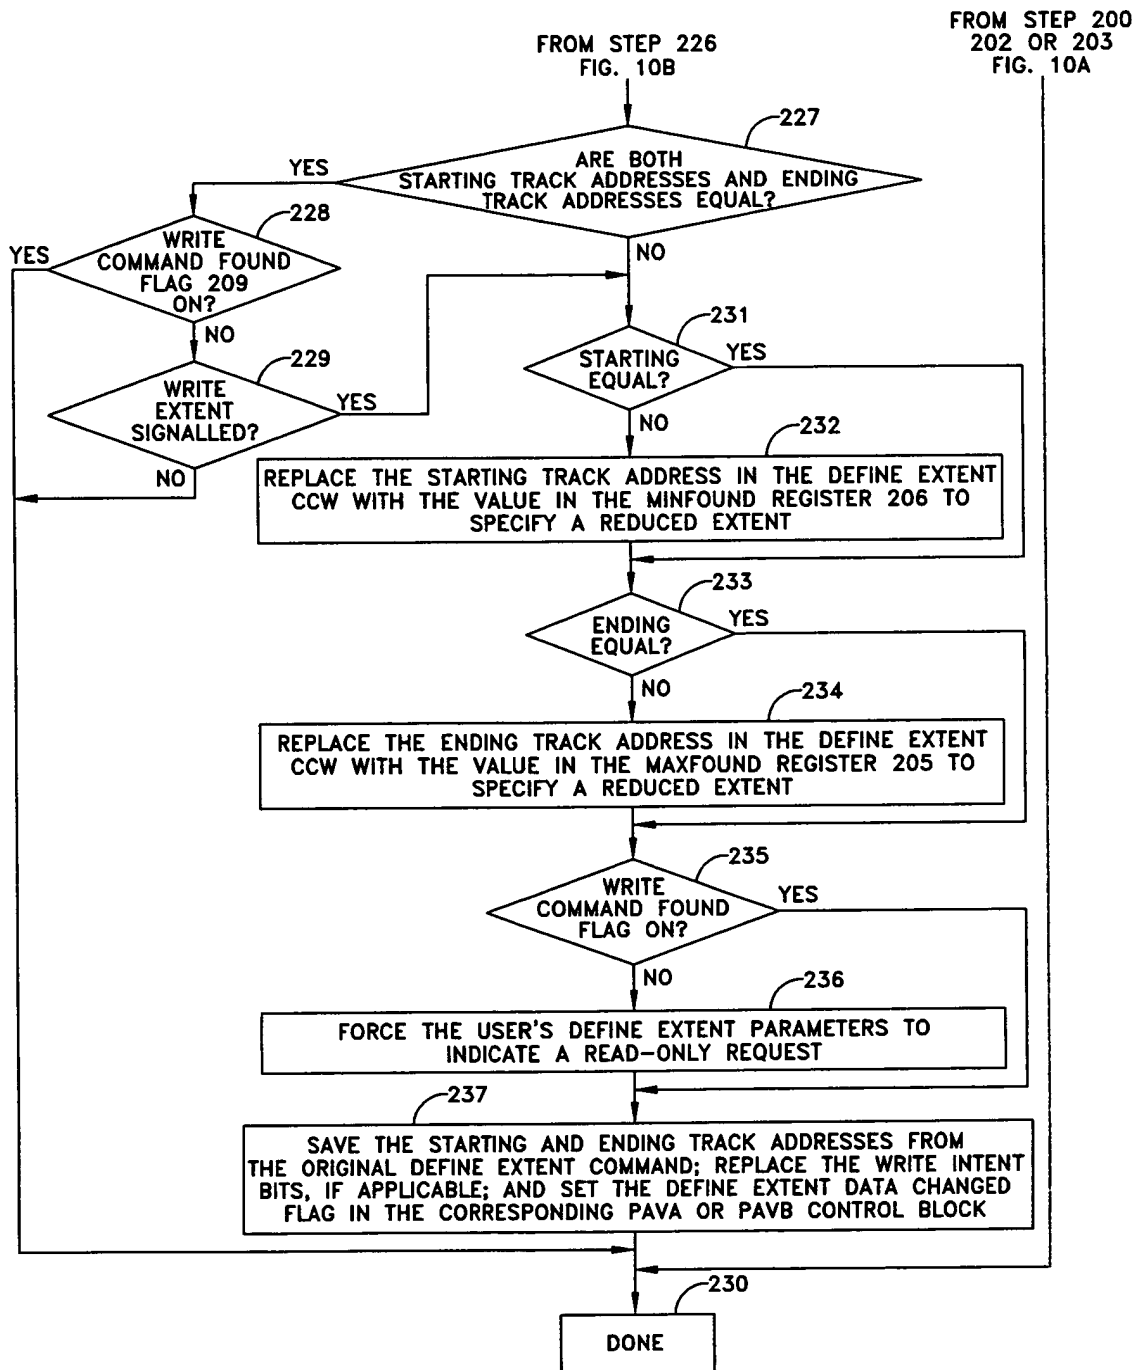 FROM STEP 226
FIG. 10B
FROM STEP 200
202 OR 203
FIG. 10A
227
ARE BOTH
STARTING TRACK ADDRESSES AND ENDING
TRACK ADDRESSES EQUAL?
YES
NO
228
WRITE
COMMAND FOUND
FLAG 209
ON?
YES
NO
229
WRITE
EXTENT
SIGNALLED?
YES
NO
231
STARTING
EQUAL?
YES
NO
232
REPLACE THE STARTING TRACK ADDRESS IN THE DEFINE EXTENT
CCW WITH THE VALUE IN THE MINFOUND REGISTER 206 TO
SPECIFY A REDUCED EXTENT
233
ENDING
EQUAL?
YES
NO
234
REPLACE THE ENDING TRACK ADDRESS IN THE DEFINE EXTENT
CCW WITH THE VALUE IN THE MAXFOUND REGISTER 205 TO
SPECIFY A REDUCED EXTENT
235
WRITE
COMMAND FOUND
FLAG ON?
YES
NO
236
FORCE THE USER'S DEFINE EXTENT PARAMETERS TO
INDICATE A READ-ONLY REQUEST
237
SAVE THE STARTING AND ENDING TRACK ADDRESSES FROM
THE ORIGINAL DEFINE EXTENT COMMAND; REPLACE THE WRITE INTENT
BITS, IF APPLICABLE; AND SET THE DEFINE EXTENT DATA CHANGED
FLAG IN THE CORRESPONDING PAVA OR PAVB CONTROL BLOCK
230
DONE